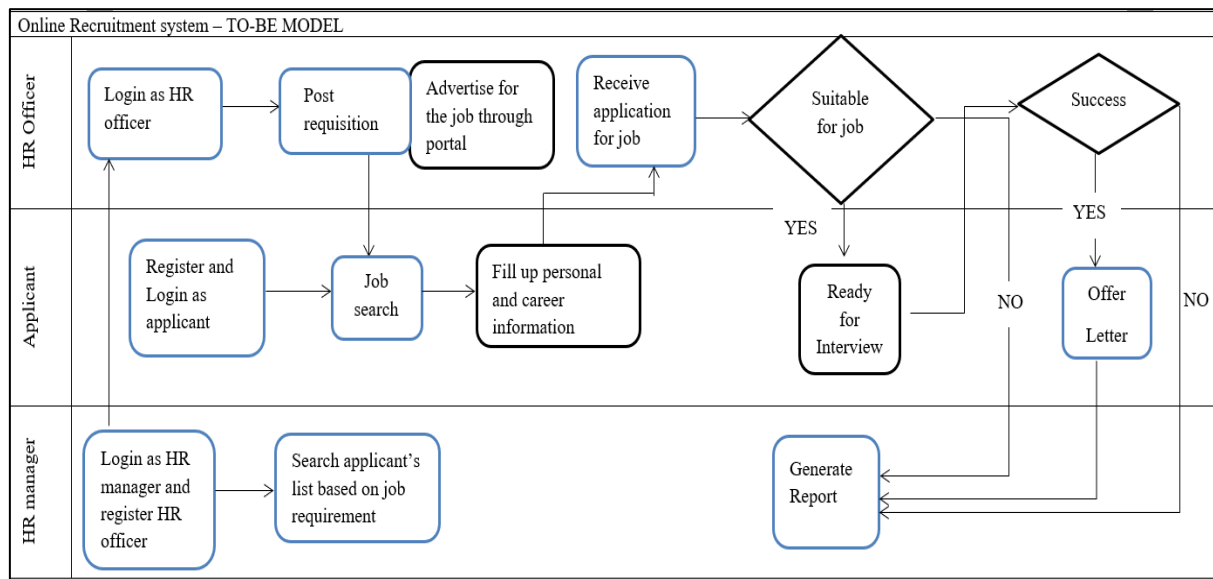 Online Recruitment system – TO-BE MODEL
HR Officer
Login as HR
officer
Post
requisition
Advertise for
the job through
portal
Receive
application
for job
Suitable
for job
Success
YES
YES
NO
NO
Applicant
Register and
Login as
applicant
Job
search
Fill up personal
and career
information
Ready
for
Interview
Offer
Letter
HR manager
Login as HR
manager and
register HR
officer
Search applicant’s
list based on job
requirement
Generate
Report